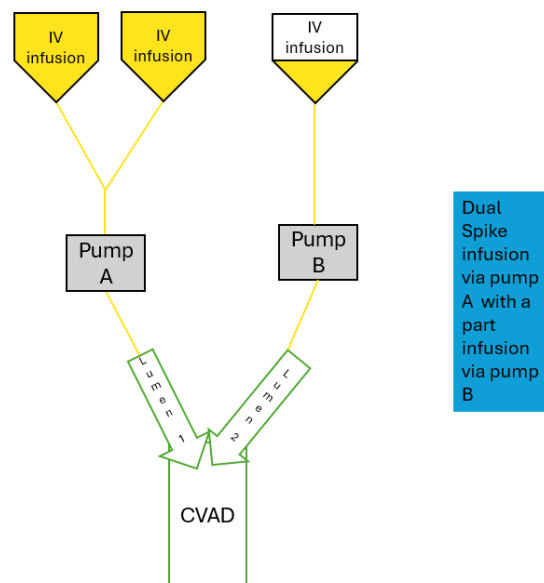 IV
infusion
IV
infusion
IV
infusion
Pump
A
Pump
B
Lumen 1
Lumen 2
CVAD
Dual
Spike
infusion
via pump
A with a
part
infusion
via pump
B